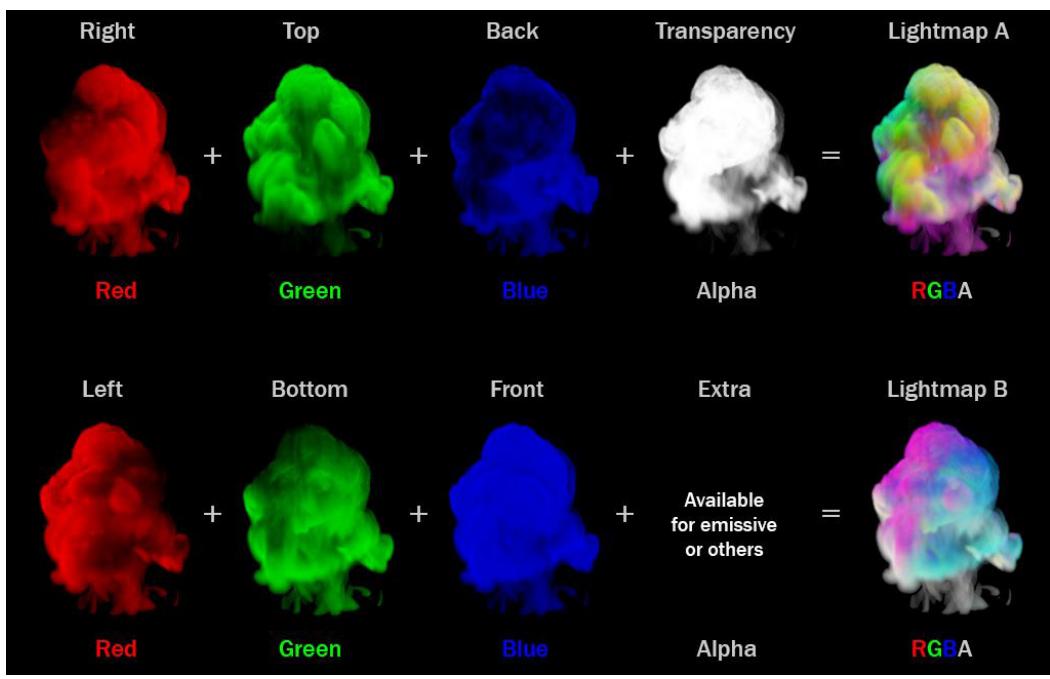 Right Top Back Transparency Lightmap A
+ + + =
Red Green Blue Alpha RGBA
Left Bottom Front Extra Lightmap B
Available
for emissive
or others
+ + + =
Red Green Blue Alpha RGBA